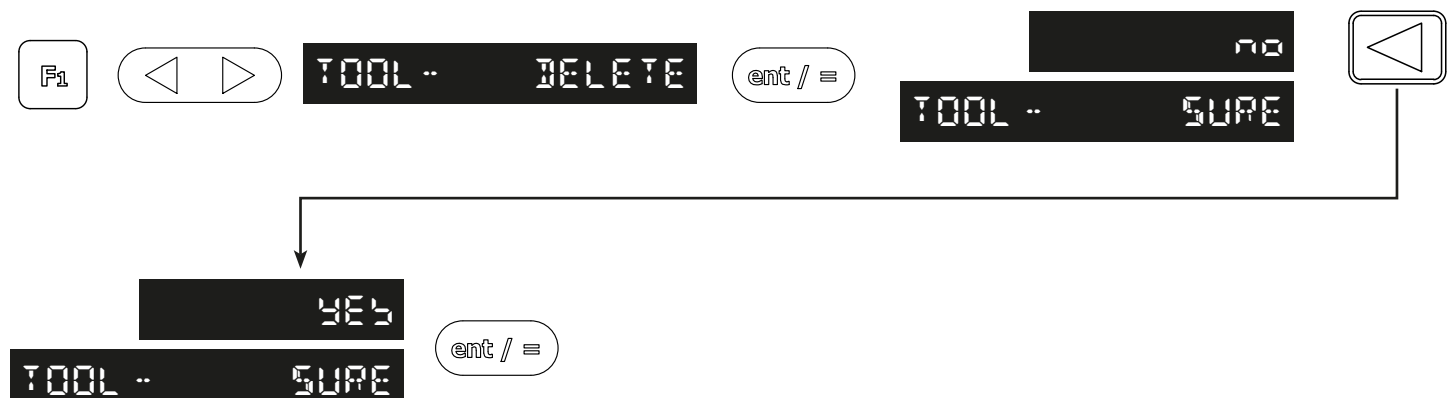 F1
TOOL-- DELETE
ent / =
no
TOOL -- SURE
YES
TOOL -- SURE
ent / =